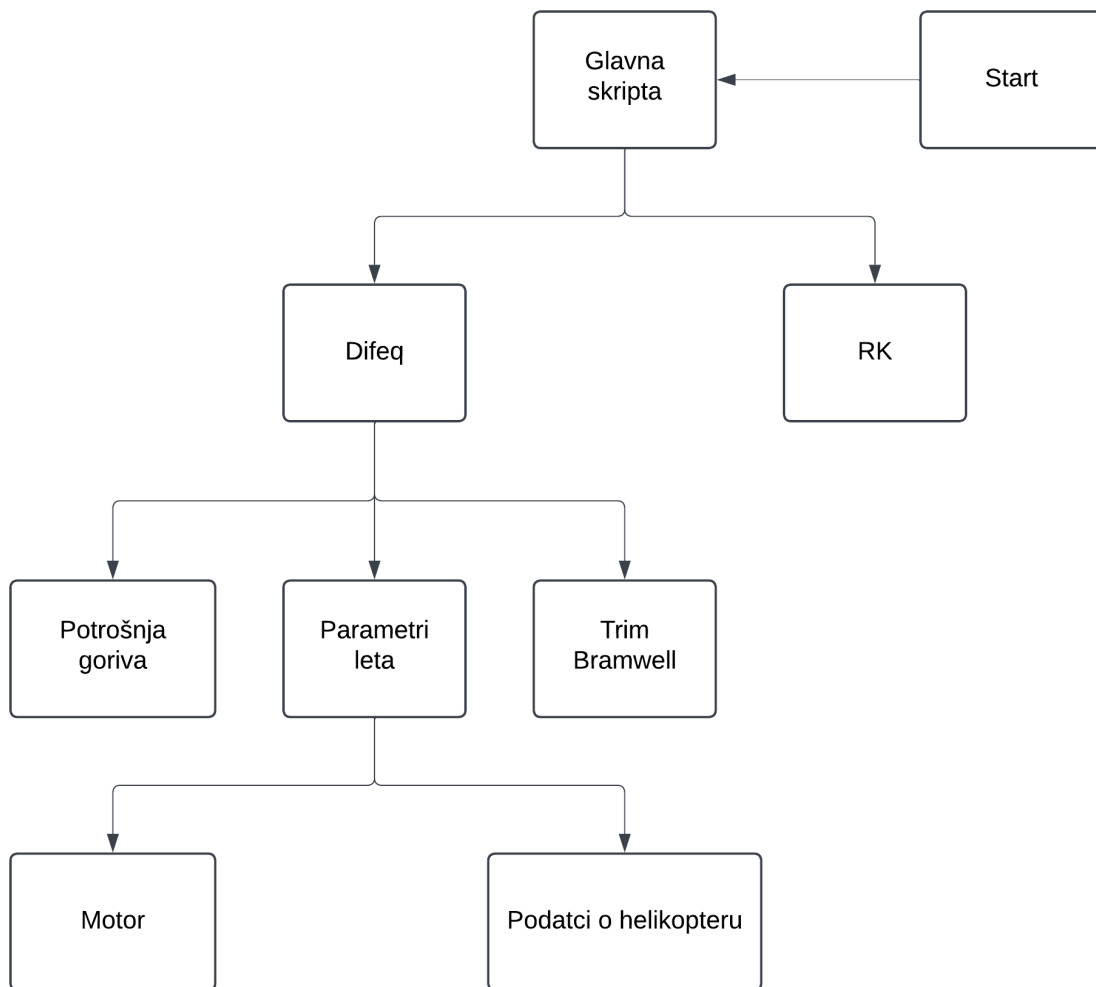 Glavna
skripta
Start
Difeq
RK
Potrošnja
goriva
Parametri
leta
Trim
Bramwell
Motor
Podatci o helikopteru